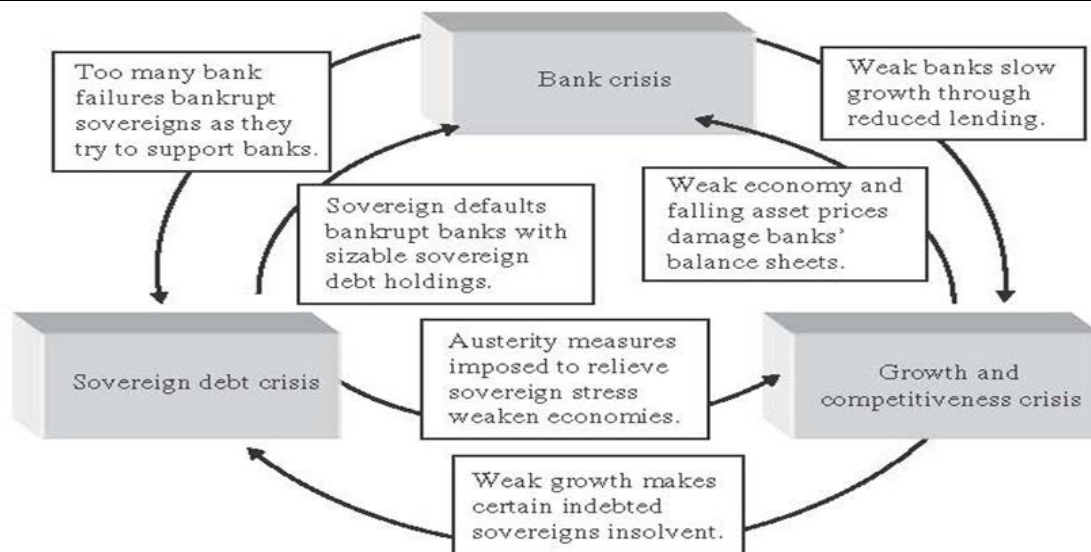 Bank crisis
Too many bank
failures bankrupt
sovereigns as they
try to support banks.
Weak banks slow
growth through
reduced lending.
Sovereign defaults
bankrupt banks with
sizable sovereign
debt holdings.
Weak economy and
falling asset prices
damage banks’
balance sheets.
Sovereign debt crisis
Austerity measures
imposed to relieve
sovereign stress
weaken economies.
Growth and
competitiveness crisis
Weak growth makes
certain indebted
sovereigns insolvent.